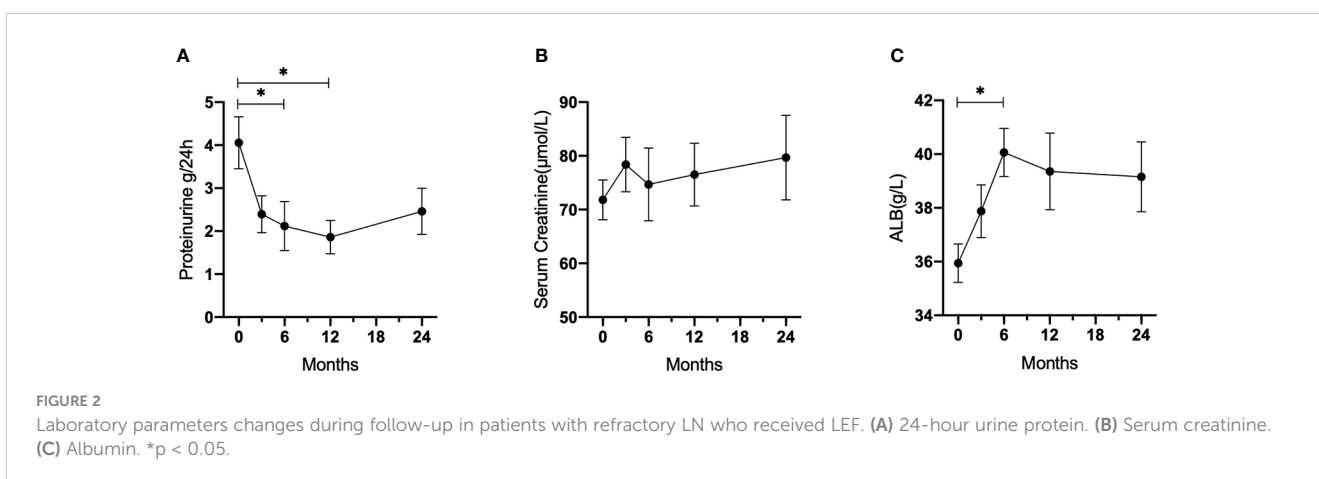 A
*
*
5
4
3
2
1
0
Proteinurine g/24h
0 6 12 18 24
Months
B
90
80
70
60
50
Serum Creatinine(μmol/L)
0 6 12 18 24
Months
C
*
42
40
38
36
34
ALB(g/L)
0 6 12 18 24
Months
FIGURE 2
Laboratory parameters changes during follow-up in patients with refractory LN who received LEF. (A) 24-hour urine protein. (B) Serum creatinine.
(C) Albumin. *p < 0.05.